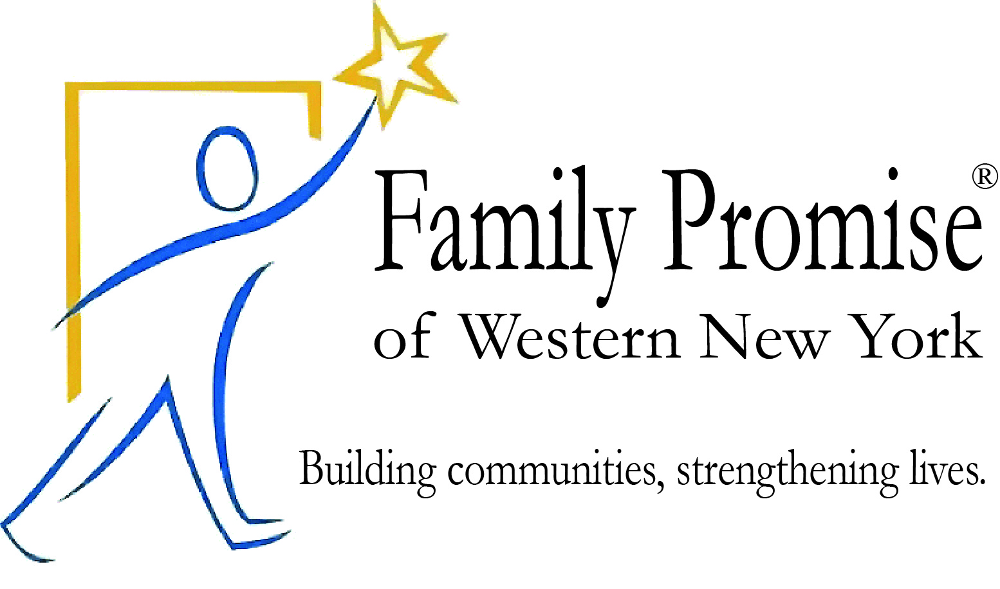 Family Promise®
of Western New York
Building communities, strengthening lives.